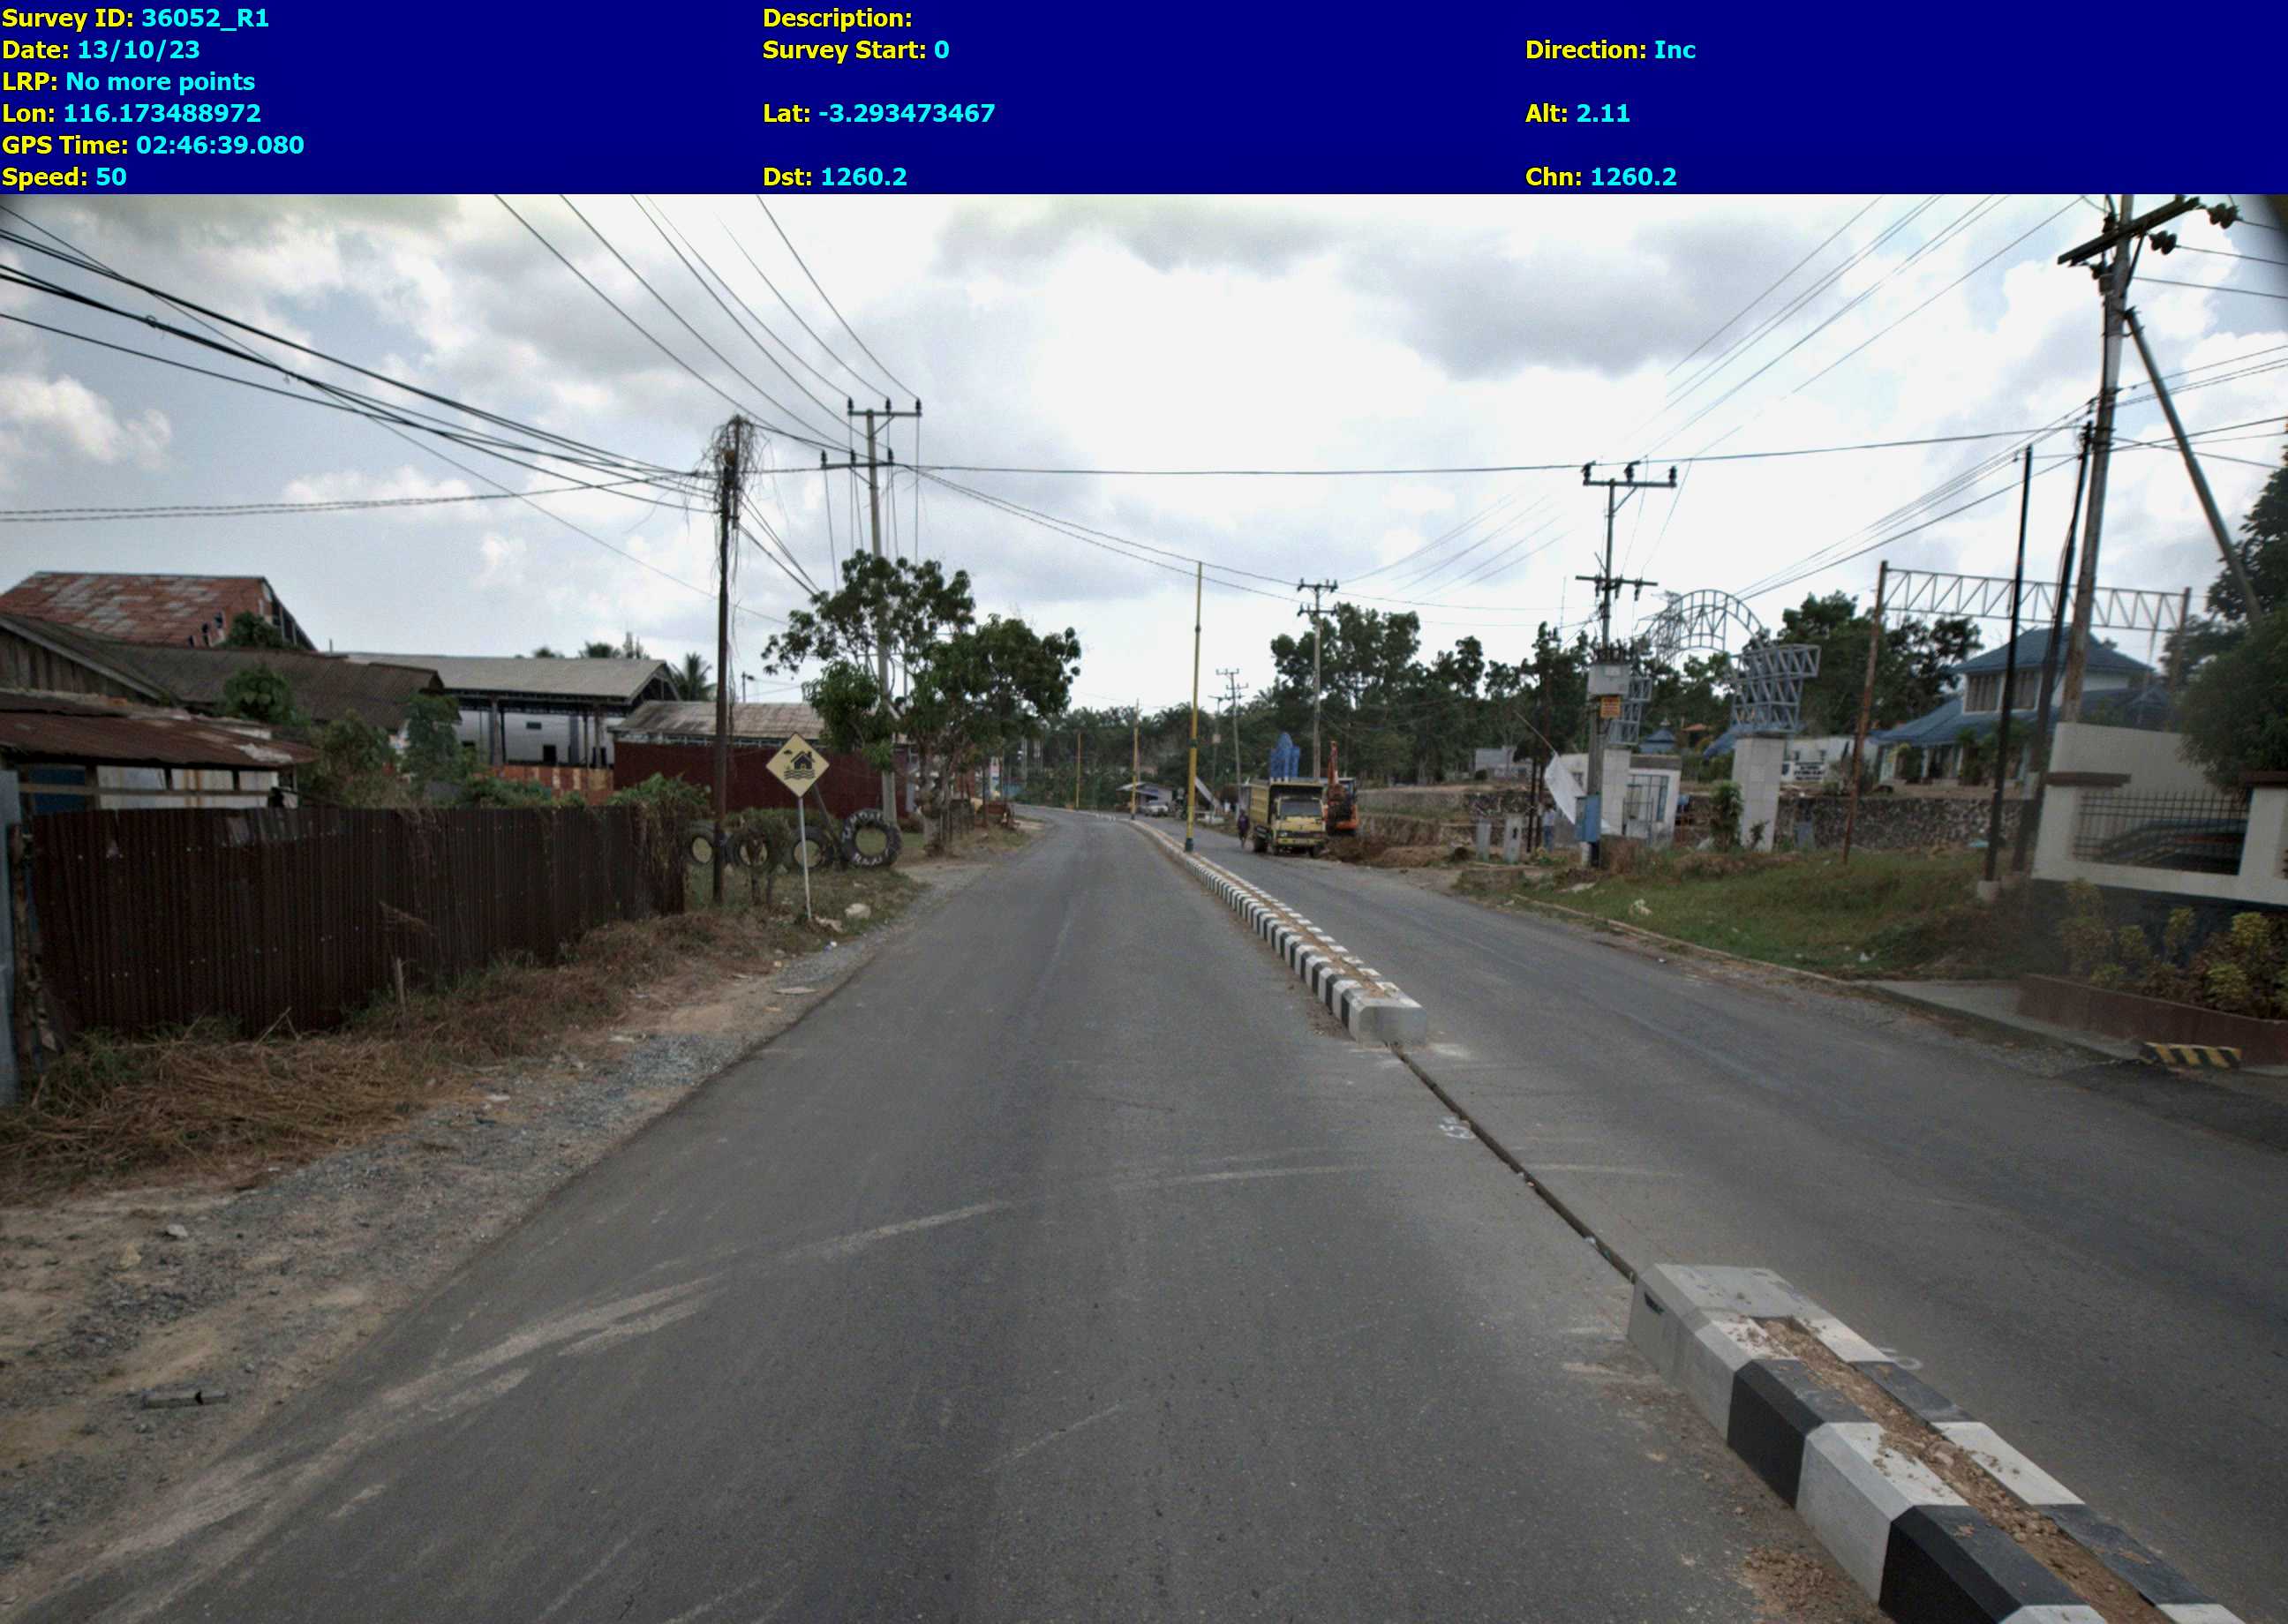 Survey ID: 36052_R1
Description:
Date: 13/10/23
Survey Start: 0
Direction: Inc
LRP: No more points
Lon: 116.173488972
Lat: -3.293473467
Alt: 2.11
GPS Time: 02:46:39.080
Speed: 50
Dst: 1260.2
Chn: 1260.2